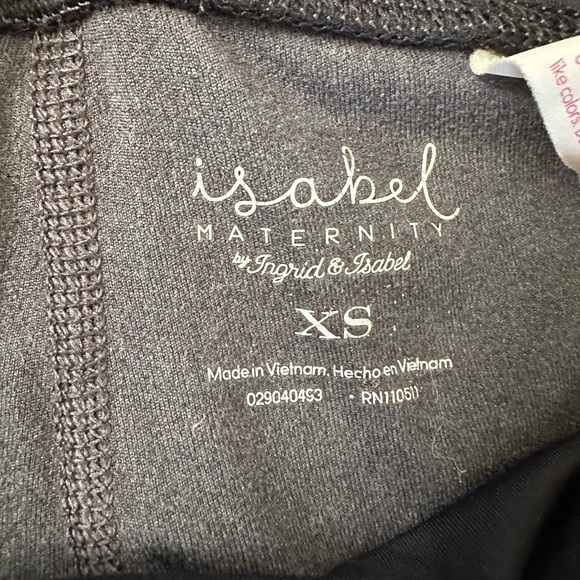 like colors.
isabel
MATERNITY
by Ingrid & Isabel
XS
Made in Vietnam. Hecho en Vietnam
029040493 • RN110511